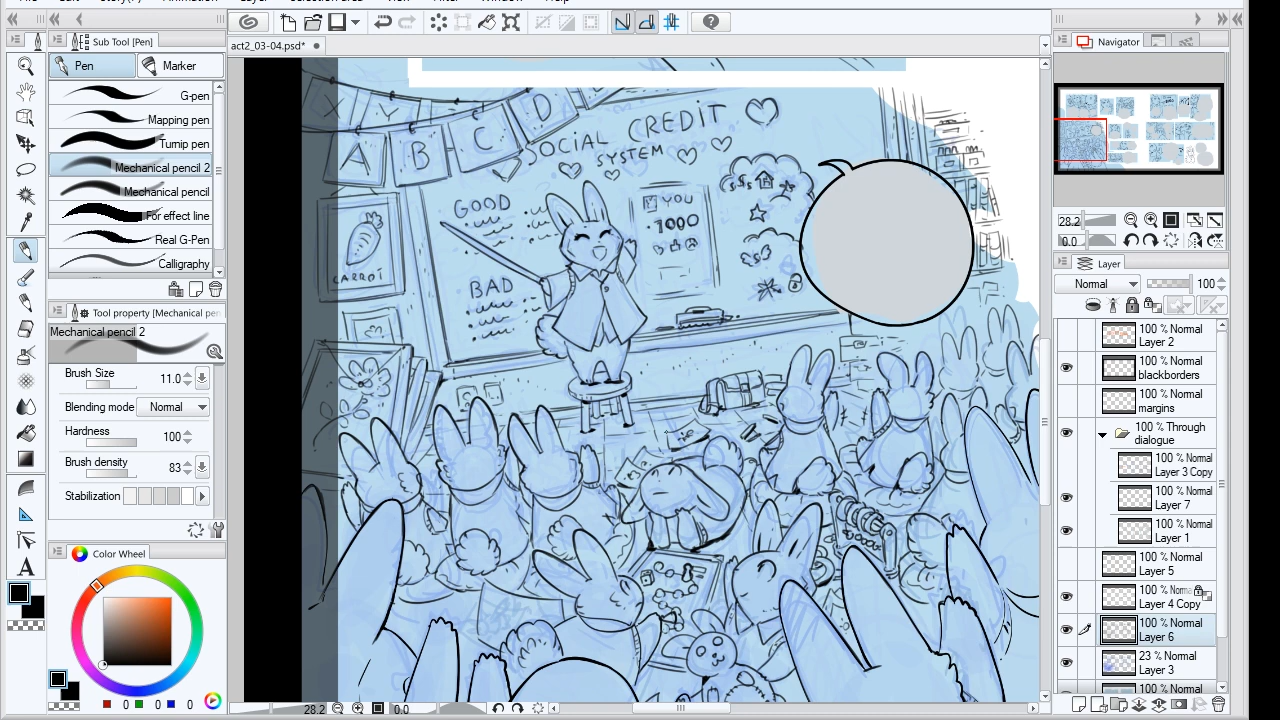 Sub Tool [Pen]
act2_03-04.psd*
Navigator
Pen
Marker
G-pen
Mapping pen
Turnip pen
Mechanical pencil 2
Mechanical pencil
For effect line
Real G-Pen
Calligraphy
Tool property [Mechanical pen
Mechanical pencil 2
Brush Size
11.0
Blending mode
Normal
Hardness
100
Brush density
83
Stabilization
Color Wheel
0
0
0
X Y
A B C D
SOCIAL CREDIT
SYSTEM
GOOD
BAD
YOU
1000
$$$
$$
CARROT
28.2
0.0
28.2
0.0
Layer
Normal
100
100 % Normal
Layer 2
100 % Normal
blackborders
100 % Normal
margins
100 % Through
dialogue
100 % Normal
Layer 3 Copy
100 % Normal
Layer 7
100 % Normal
Layer 1
100 % Normal
Layer 5
100 % Norma
Layer 4 Copy
100 % Normal
Layer 6
23 % Normal
Layer 3
100 % Normal